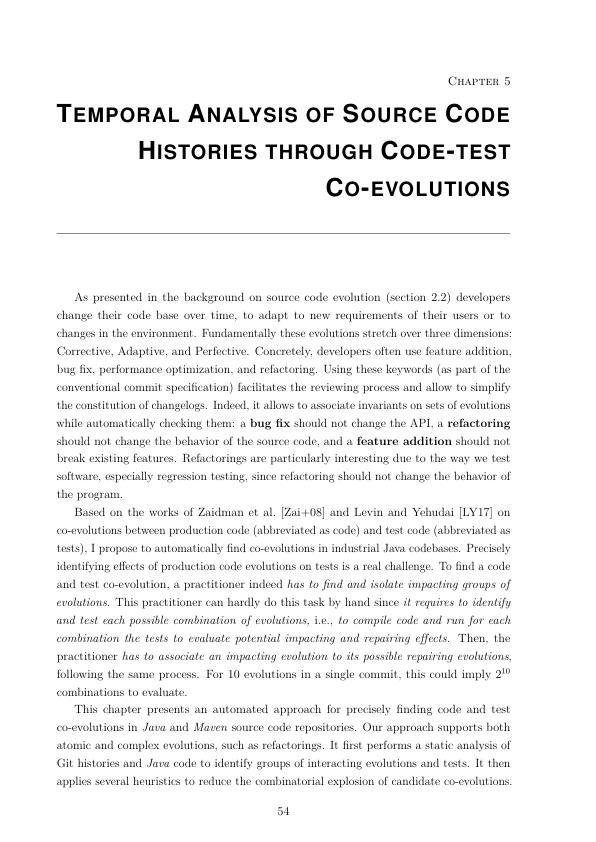 Chapter 5
Temporal Analysis of Source Code
Histories through Code-test
Co-evolutions
As presented in the background on source code evolution (section 2.2) developers
change their code base over time, to adapt to new requirements of their users or to
changes in the environment. Fundamentally these evolutions stretch over three dimensions:
Corrective, Adaptive, and Perfective. Concretely, developers often use feature addition,
bug fix, performance optimization, and refactoring. Using these keywords (as part of the
conventional commit specification) facilitates the reviewing process and allow to simplify
the constitution of changelogs. Indeed, it allows to associate invariants on sets of evolutions
while automatically checking them: a bug fix should not change the API, a refactoring
should not change the behavior of the source code, and a feature addition should not
break existing features. Refactorings are particularly interesting due to the way we test
software, especially regression testing, since refactoring should not change the behavior of
the program.
Based on the works of Zaidman et al. [Zai+08] and Levin and Yehudai [LY17] on
co-evolutions between production code (abbreviated as code) and test code (abbreviated as
tests), I propose to automatically find co-evolutions in industrial Java codebases. Precisely
identifying effects of production code evolutions on tests is a real challenge. To find a code
and test co-evolution, a practitioner indeed has to find and isolate impacting groups of
evolutions. This practitioner can hardly do this task by hand since it requires to identify
and test each possible combination of evolutions, i.e., to compile code and run for each
combination the tests to evaluate potential impacting and repairing effects. Then, the
practitioner has to associate an impacting evolution to its possible repairing evolutions,
following the same process. For 10 evolutions in a single commit, this could imply 2¹⁰
combinations to evaluate.
This chapter presents an automated approach for precisely finding code and test
co-evolutions in Java and Maven source code repositories. Our approach supports both
atomic and complex evolutions, such as refactorings. It first performs a static analysis of
Git histories and Java code to identify groups of interacting evolutions and tests. It then
applies several heuristics to reduce the combinatorial explosion of candidate co-evolutions.
54